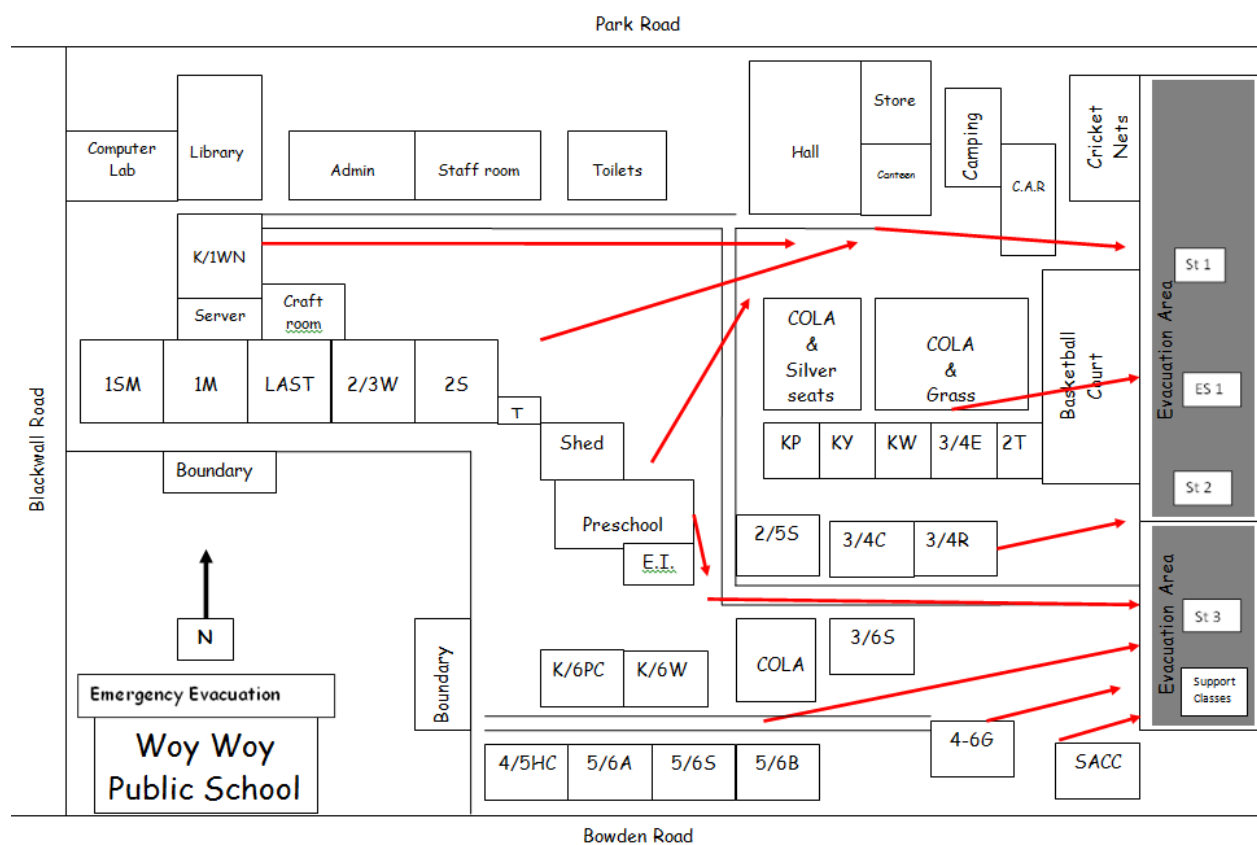 Park Road
Computer
Lab
Library
Admin
Staff room
Toilets
Hall
Store
Canteen
Camping
C.A.R
Cricket
Nets
K/1WN
Server
Craft
room
1SM
1M
LAST
2/3W
2S
T
Shed
Preschool
E.I.
COLA
&
Silver
seats
COLA
&
Grass
Basketball
Court
Evacuation Area
St 1
ES 1
St 2
KP
KY
KW
3/4E
2T
Blackwall Road
Boundary
2/5S
3/4C
3/4R
N
Boundary
K/6PC
K/6W
COLA
3/6S
Evacuation Area
St 3
Support
Classes
Emergency Evacuation
Woy Woy
Public School
4/5HC
5/6A
5/6S
5/6B
4-6G
SACC
Bowden Road